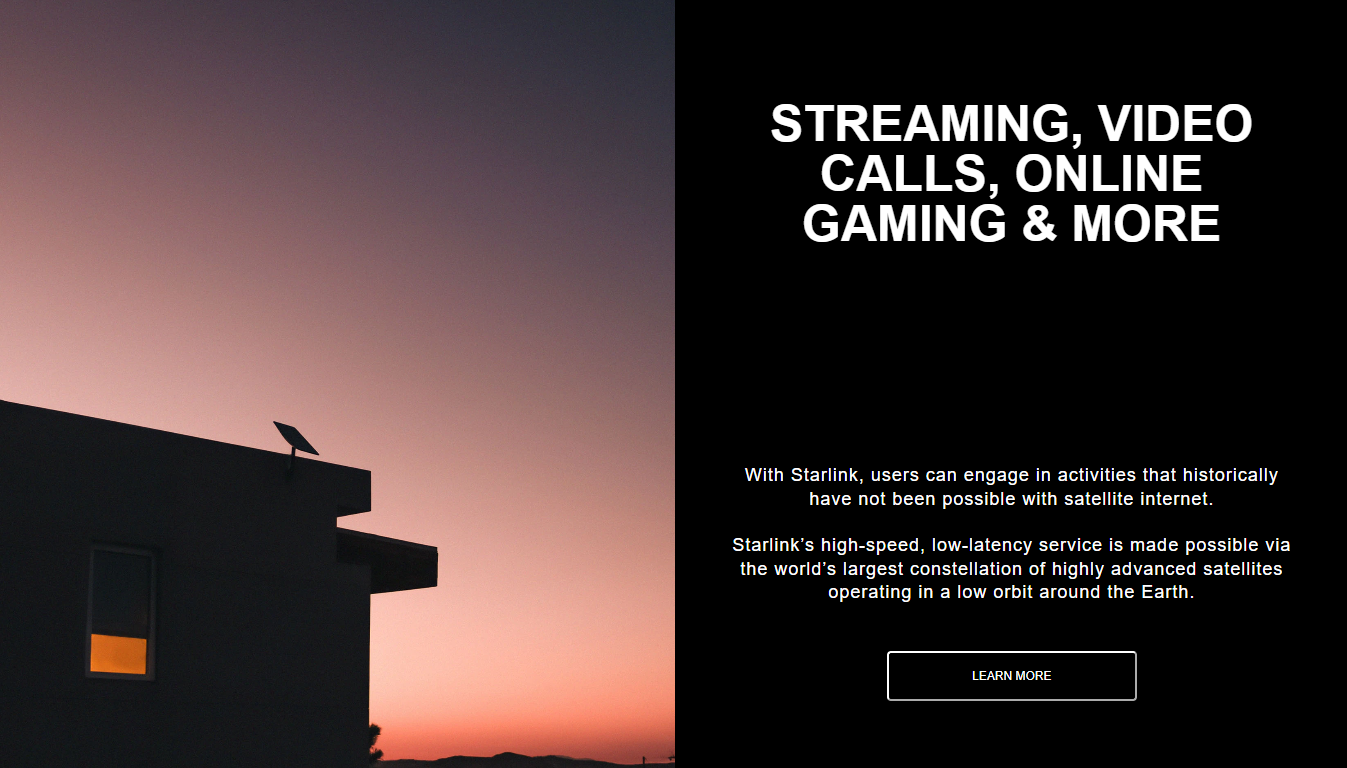 STREAMING, VIDEO
CALLS, ONLINE
GAMING & MORE
With Starlink, users can engage in activities that historically
have not been possible with satellite internet.
Starlink’s high-speed, low-latency service is made possible via
the world’s largest constellation of highly advanced satellites
operating in a low orbit around the Earth.
LEARN MORE